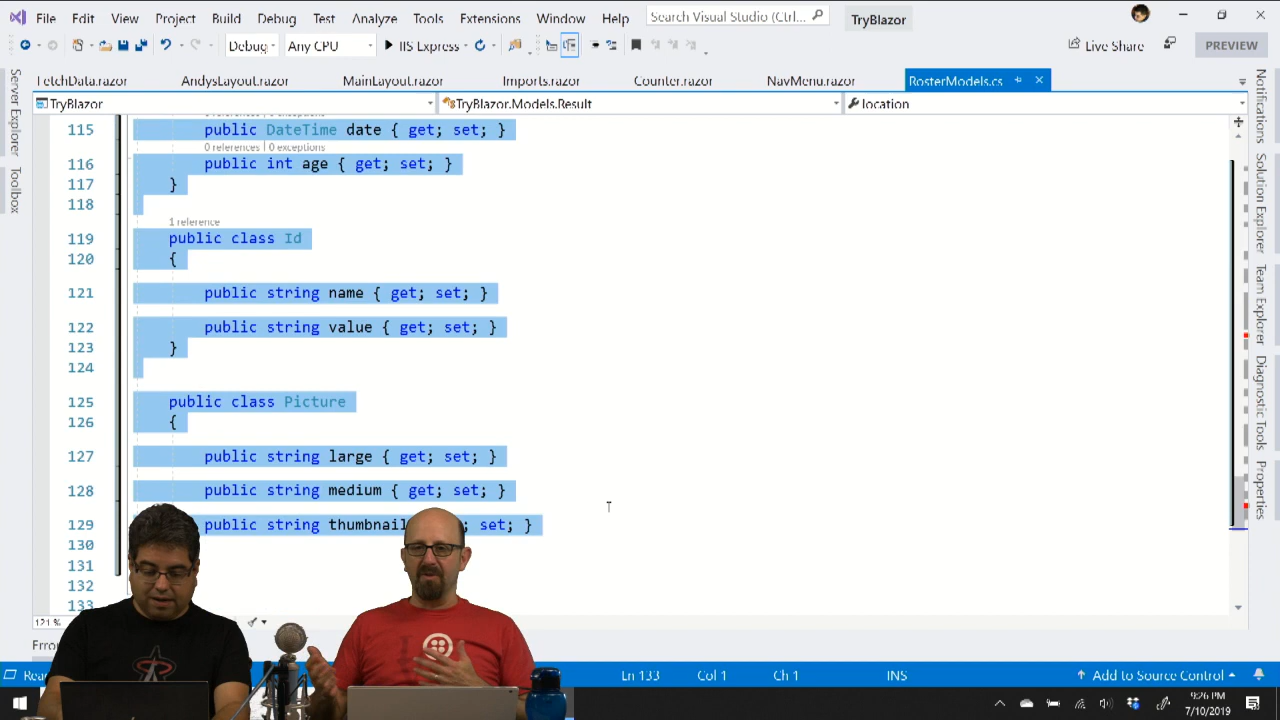 File Edit View Project Build Debug Test Analyze Tools Extensions Window Help Search Visual Studio (Ctrl... TryBlazor
Debug Any CPU IIS Express Live Share PREVIEW
FetchData.razor AndysLayout.razor MainLayout.razor Imports.razor Counter.razor NavMenu.razor RosterModels.cs
TryBlazor TryBlazor.Models.Result location
115 public DateTime date { get; set; }
0 references | 0 exceptions
116 public int age { get; set; }
117 }
118
1 reference
119 public class Id
120 {
121 public string name { get; set; }
122 public string value { get; set; }
123 }
124
125 public class Picture
126 {
127 public string large { get; set; }
128 public string medium { get; set; }
129 public string thumbnail set; }
130
131
132
133
121 %
Ln 133 Col 1 Ch 1 INS Add to Source Control
9:26 PM
7/10/2019
Server Explorer
Toolbox
Notifications
Solution Explorer
Team Explorer
Diagnostic Tools
Properties